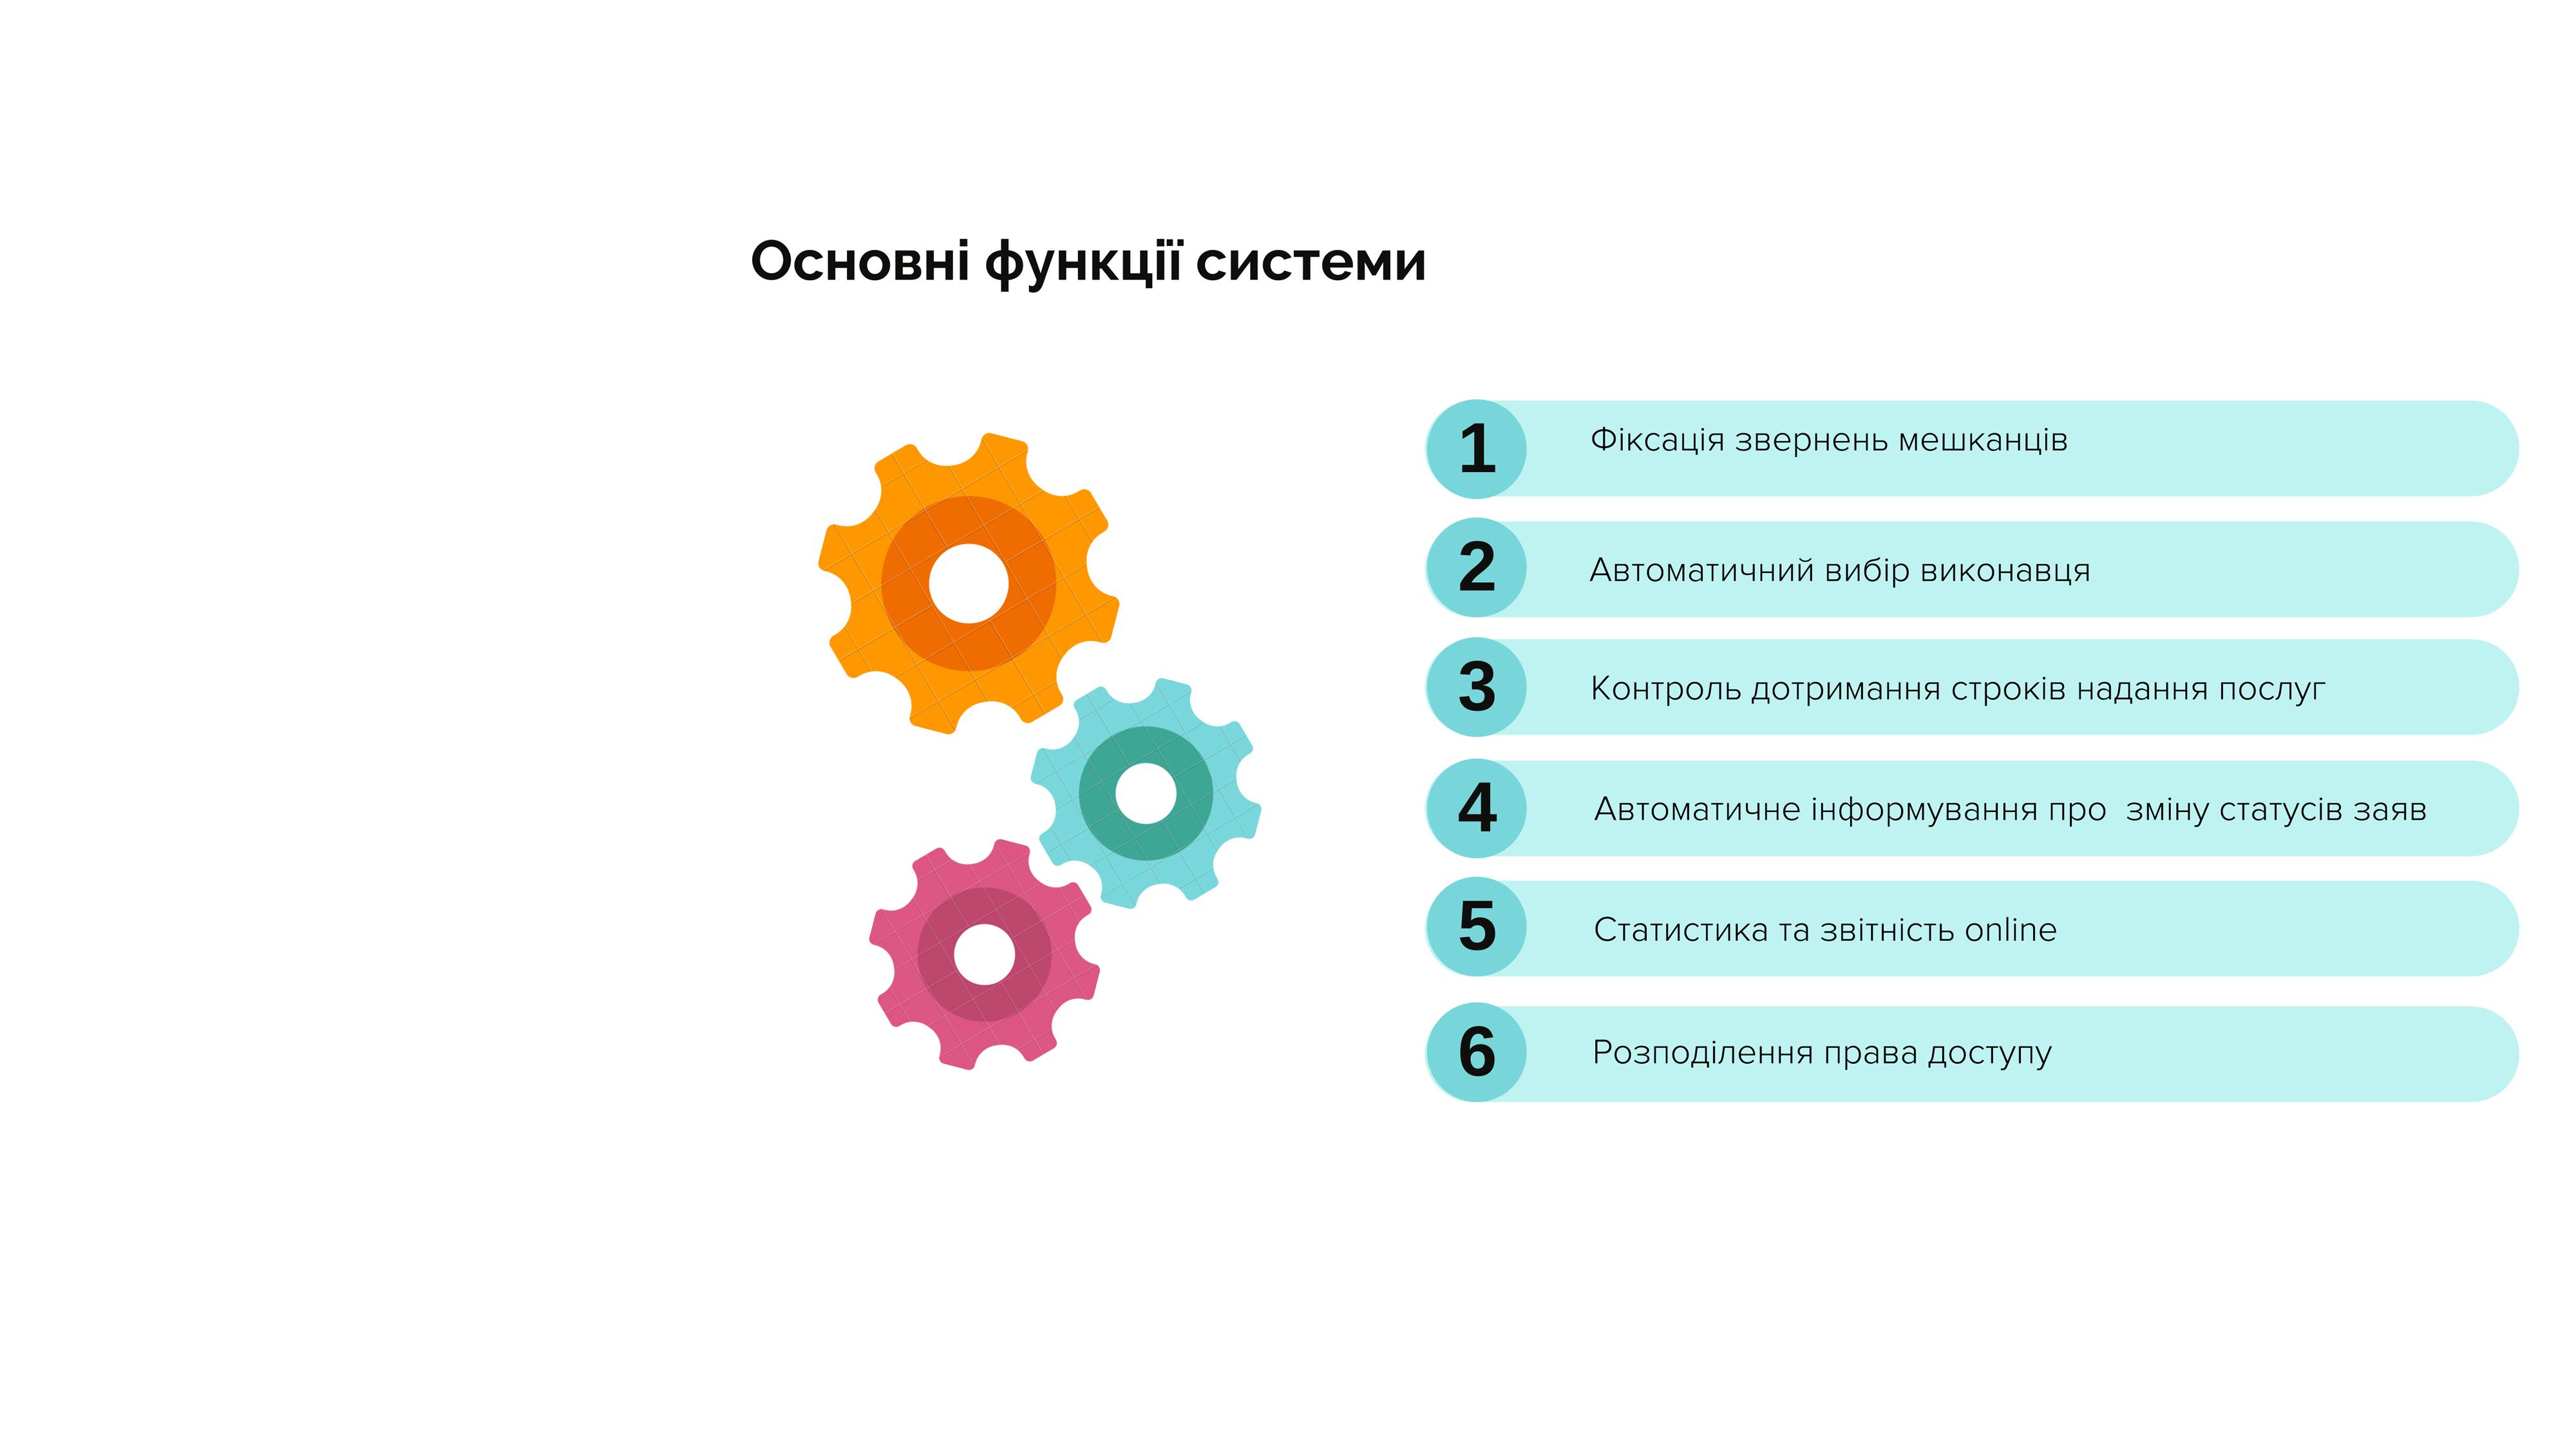 Основні функції системи
1 Фіксація звернень мешканців
2 Автоматичний вибір виконавця
3 Контроль дотримання строків надання послуг
4 Автоматичне інформування про  зміну статусів заяв
5 Статистика та звітність online
6 Розподілення права доступу